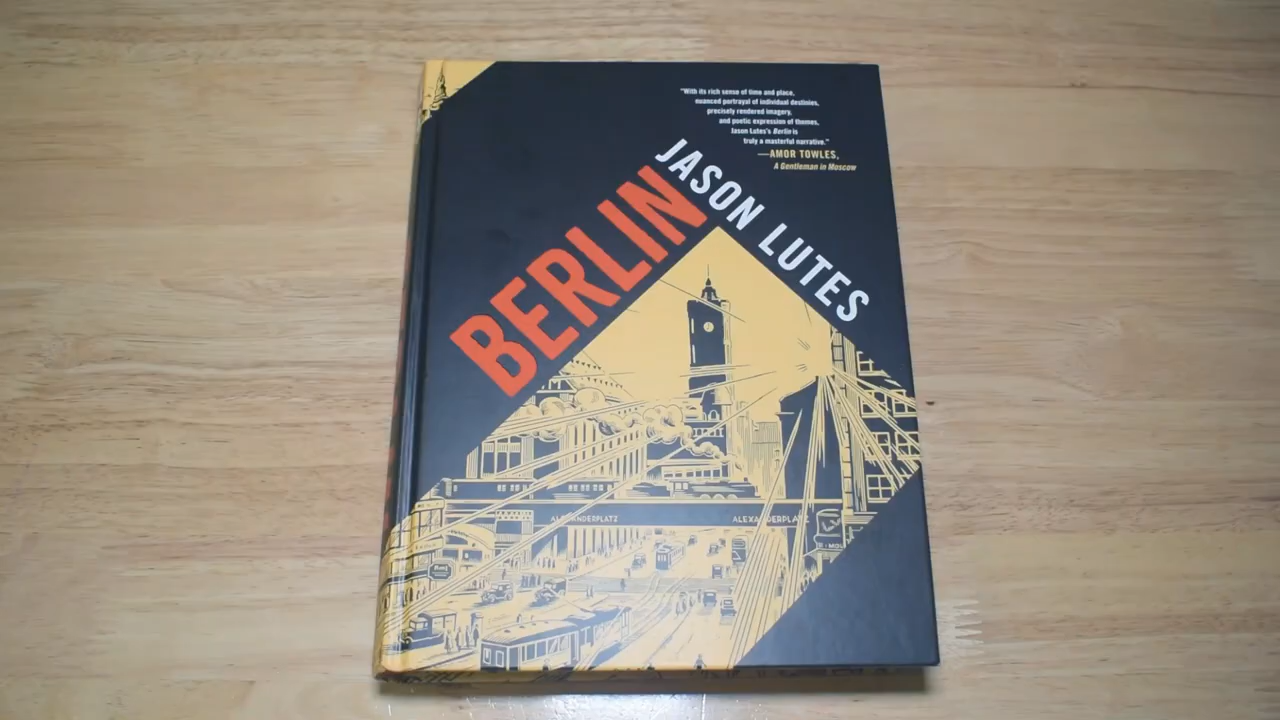 "With its rich sense of time and place,
nuanced portrayal of individual destinies,
precisely rendered imagery,
and poetic expression of themes,
Jason Lutes's Berlin is
truly a masterful narrative."
—AMOR TOWLES,
A Gentleman in Moscow
JASON LUTES
BERLIN
ALEXANDERPLATZ
ALEXANDERPLATZ